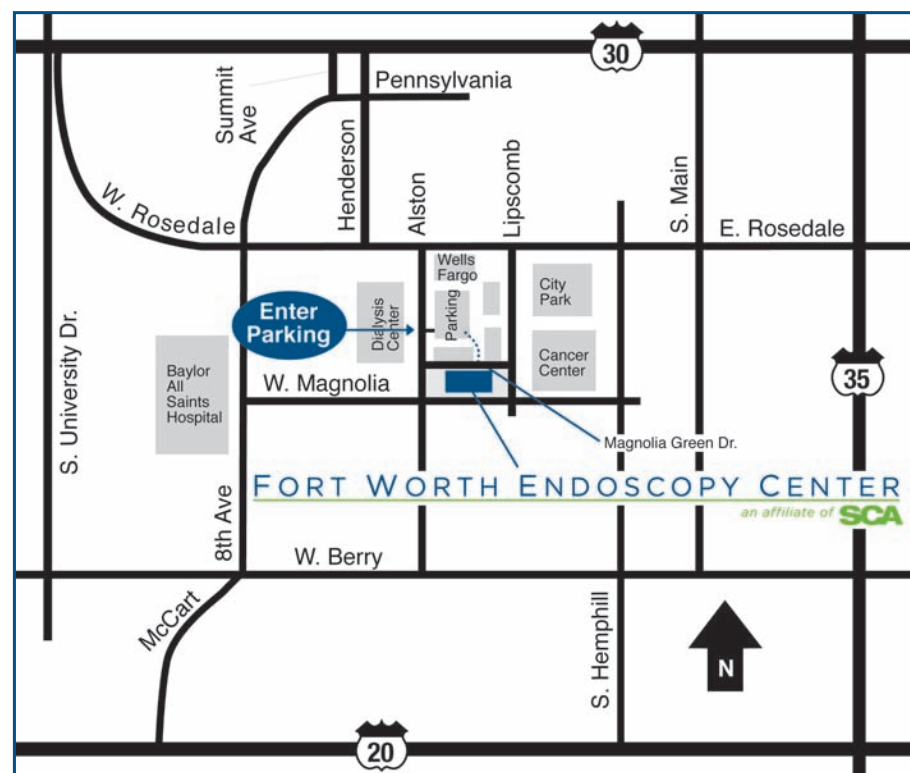 30
Summit
Ave
Pennsylvania
Henderson
Alston
Lipscomb
S. Main
W. Rosedale
E. Rosedale
Wells
Fargo
Parking
City
Park
Enter
Parking
Dialysis
Center
S. University Dr.
Baylor
All
Saints
Hospital
W. Magnolia
Cancer
Center
35
Magnolia Green Dr.
FORT WORTH ENDOSCOPY CENTER
an affiliate of SCA
8th Ave
W. Berry
McCart
S. Hemphill
N
20